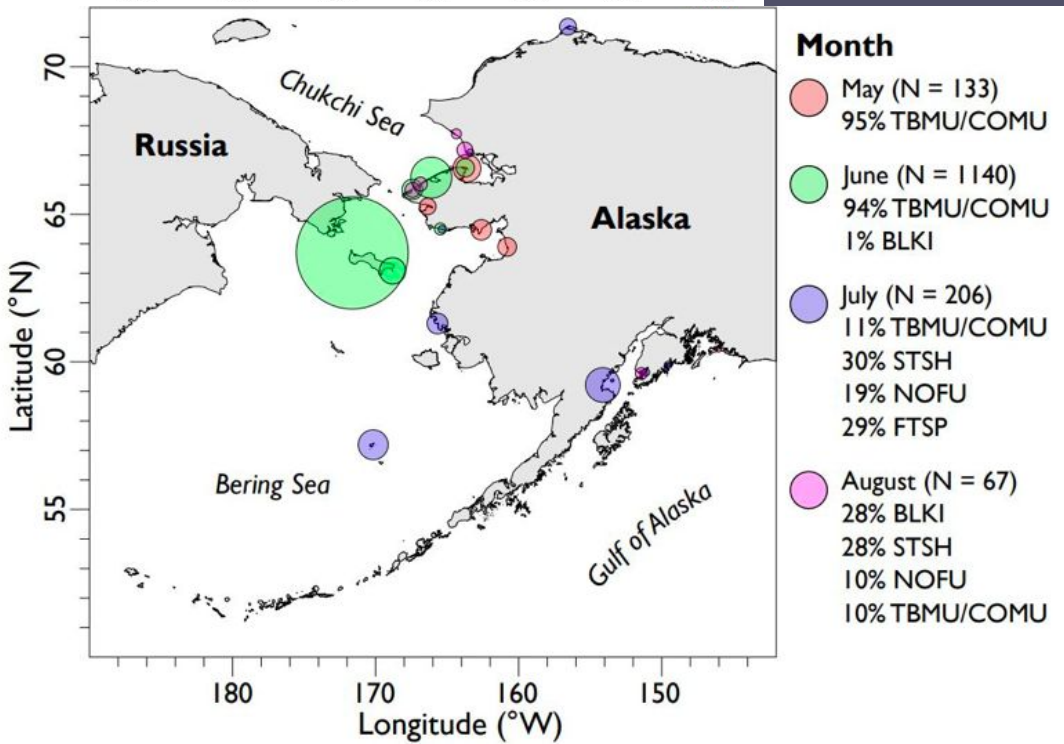 70
65
60
55
Latitude (°N)
Chukchi Sea
Russia
Alaska
Bering Sea
Gulf of Alaska
180
170
160
150
Longitude (°W)
Month
May (N = 133)
95% TBMU/COMU
June (N = 1140)
94% TBMU/COMU
1% BLKI
July (N = 206)
11% TBMU/COMU
30% STSH
19% NOFU
29% FTSP
August (N = 67)
28% BLKI
28% STSH
10% NOFU
10% TBMU/COMU